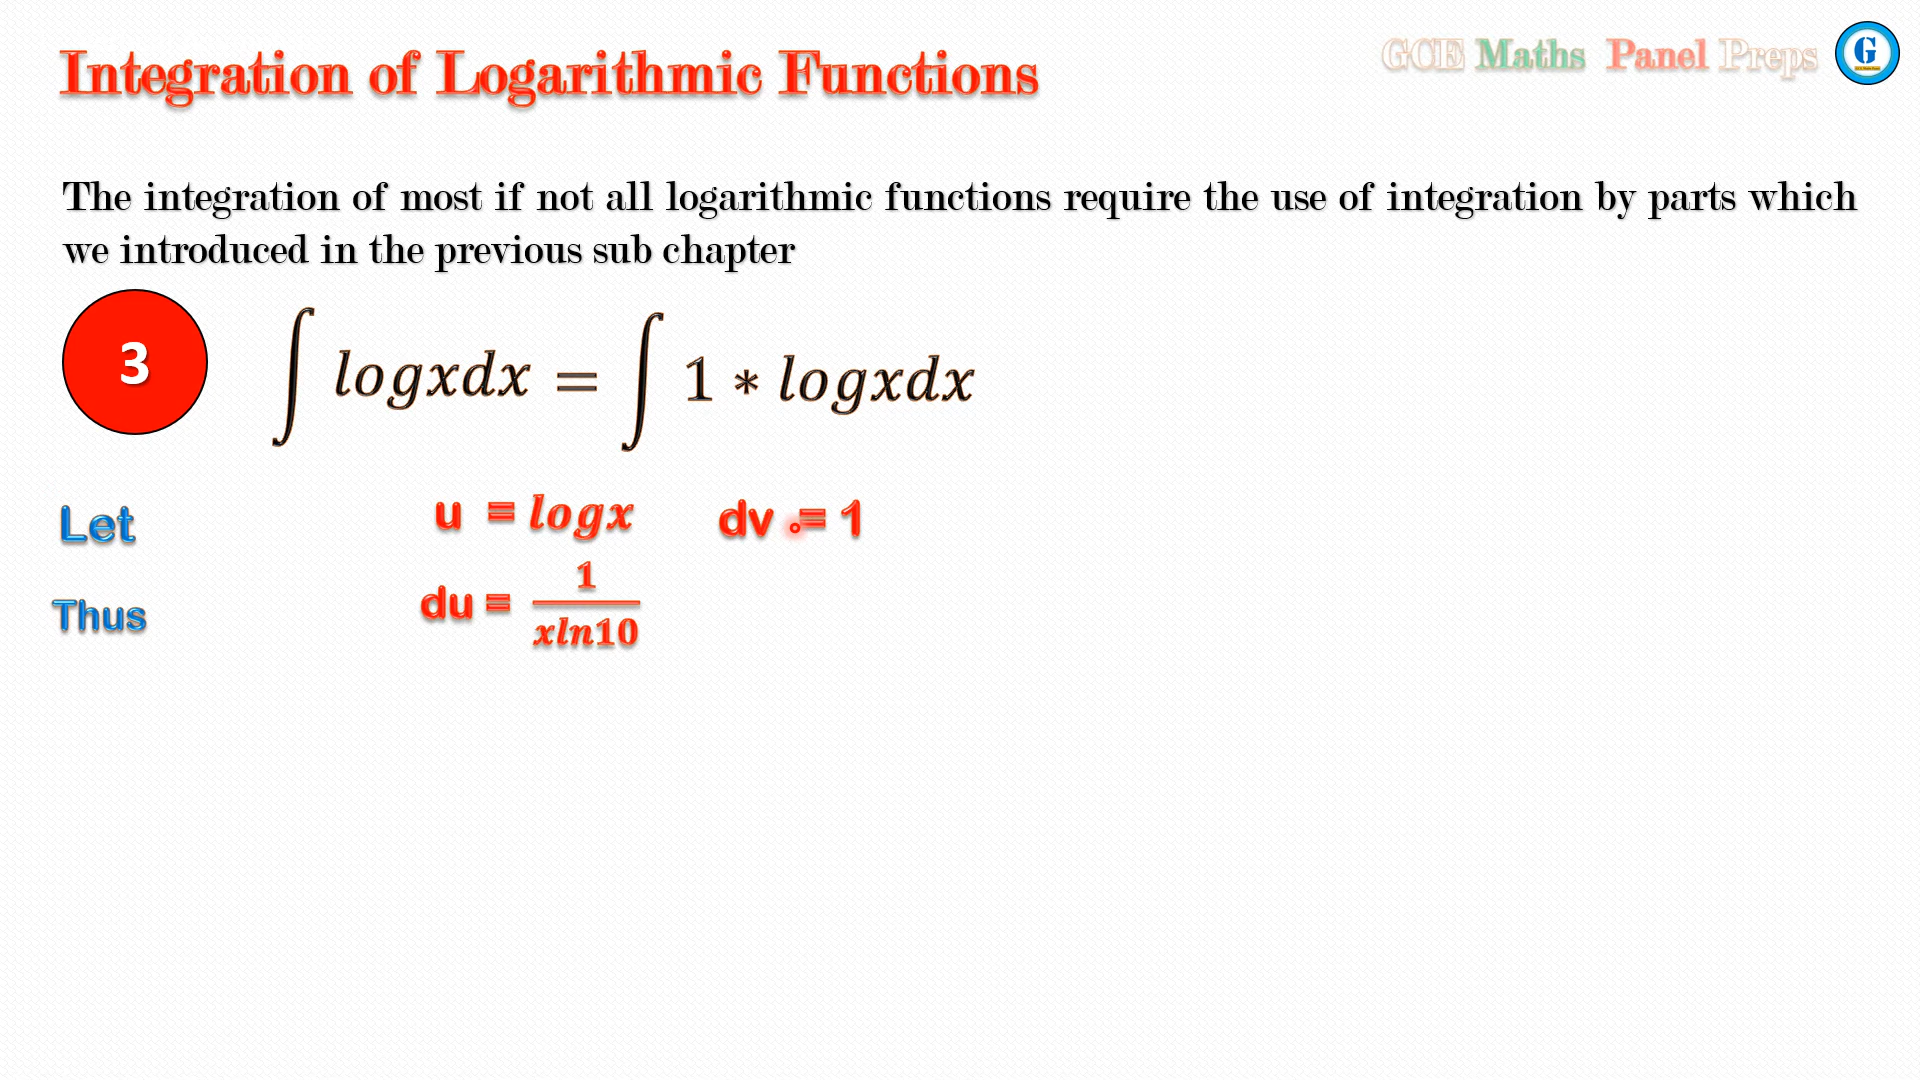 Integration of Logarithmic Functions
GCE Maths Panel Preps
G
The integration of most if not all logarithmic functions require the use of integration by parts which
we introduced in the previous sub chapter
3
∫ logxdx = ∫ 1 * logxdx
Let u = logx dv = 1
Thus du = 1/xln10